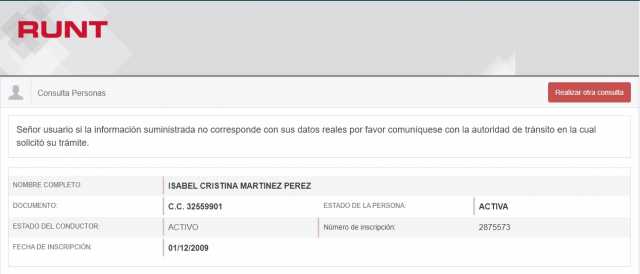 RUNT
Consulta Personas
Realizar otra consulta
Señor usuario si la información suministrada no corresponde con sus datos reales por favor comuníquese con la autoridad de tránsito en la cual
solicitó su trámite.
NOMBRE COMPLETO: ISABEL CRISTINA MARTINEZ PEREZ
DOCUMENTO: C.C. 32559901 ESTADO DE LA PERSONA: ACTIVA
ESTADO DEL CONDUCTOR: ACTIVO Número de inscripción: 2875573
FECHA DE INSCRIPCIÓN: 01/12/2009